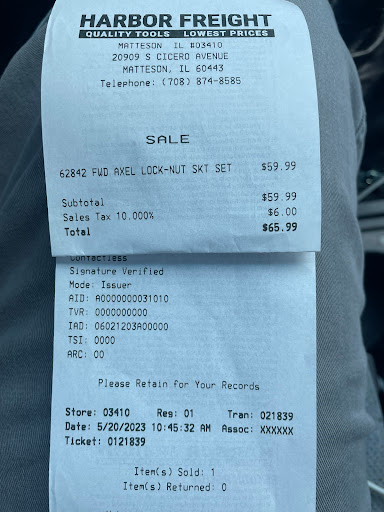 HARBOR FREIGHT
QUALITY TOOLS LOWEST PRICES
MATTESON IL #03410
20909 S CICERO AVENUE
MATTESON, IL 60443
Telephone: (708) 874-8585
SALE
62842 FWD AXEL LOCK-NUT SKT SET $59.99
Subtotal $59.99
Sales Tax 10.000% $6.00
Total $65.99
Contactless
Signature Verified
Mode: Issuer
AID: A0000000031010
TVR: 0000000000
IAD: 06021203A00000
TSI: 0000
ARC: 00
Please Retain for Your Records
Store: 03410 Reg: 01 Tran: 021839
Date: 5/20/2023 10:45:32 AM Assoc: XXXXXX
Ticket: 0121839
Item(s) Sold: 1
Item(s) Returned: 0